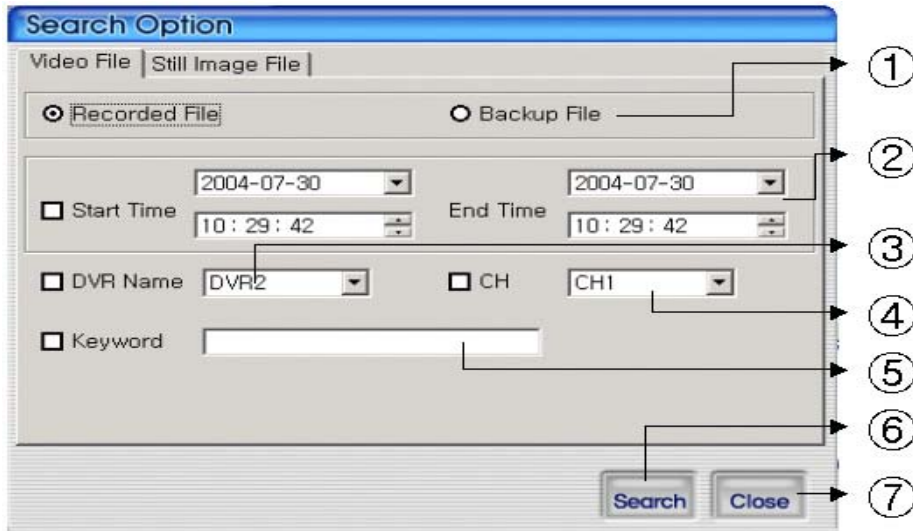 Search Option
Video File Still Image File
①
Recorded File Backup File
②
2004-07-30 2004-07-30
Start Time End Time
10 : 29 : 42 10 : 29 : 42
③
DVR Name DVR2 CH CH1
④
Keyword
⑤
⑥
Search Close ⑦